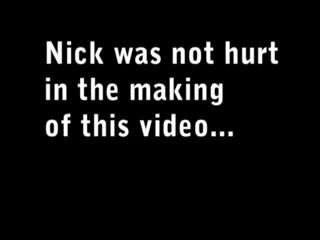 Nick was not hurt
in the making
of this video...